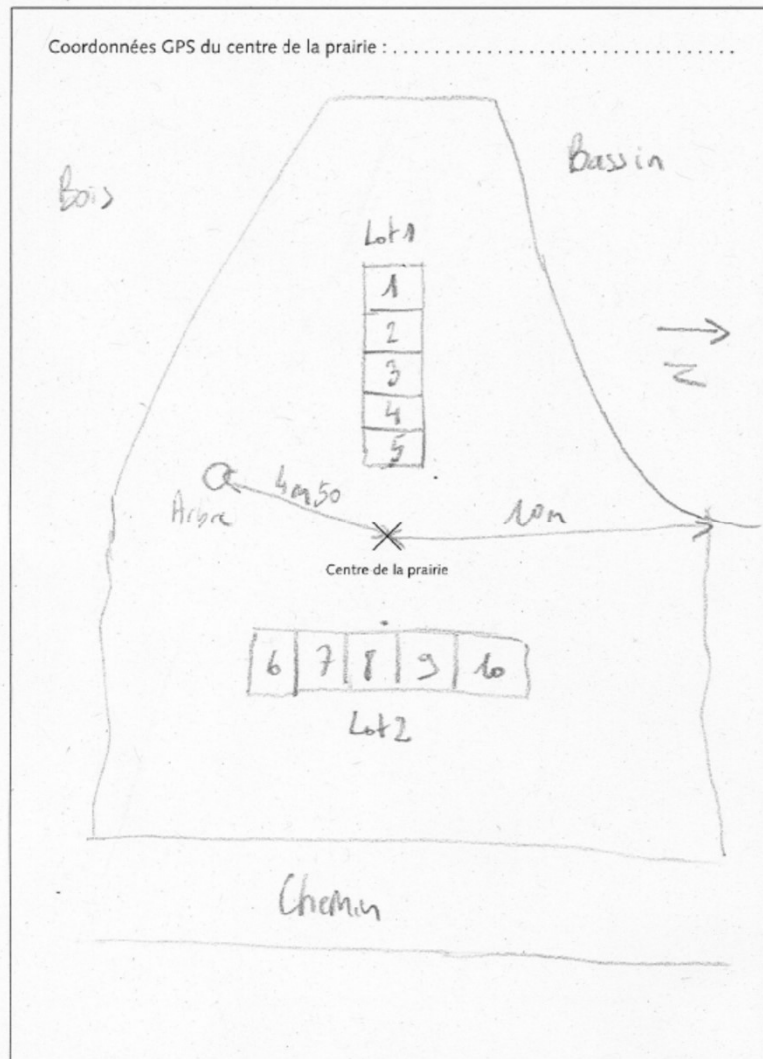 Coordonnées GPS du centre de la prairie : . . . . . . . . . . . . . . . . . . . . . . . . . . . . . . . . .
Bassin
Bois
Lot 1
1
2
3
4
5
N
4m50
Arbre
10m
Centre de la prairie
6 7 8 9 10
Lot 2
Chemin